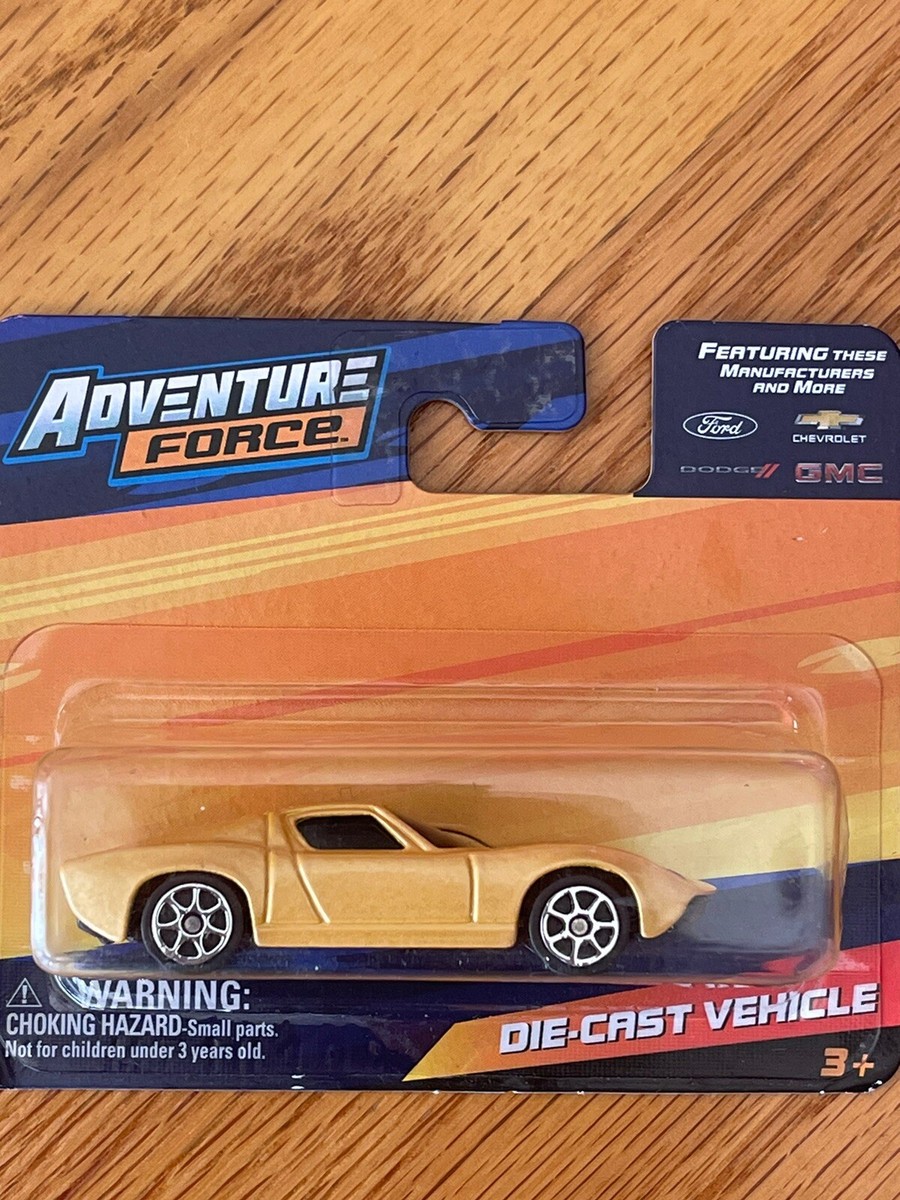 ADVENTURE
FORCE™
FEATURING THESE
MANUFACTURERS
AND MORE
Ford
CHEVROLET
DODGE
GMC
WARNING:
CHOKING HAZARD-Small parts.
Not for children under 3 years old.
DIE-CAST VEHICLE
3+